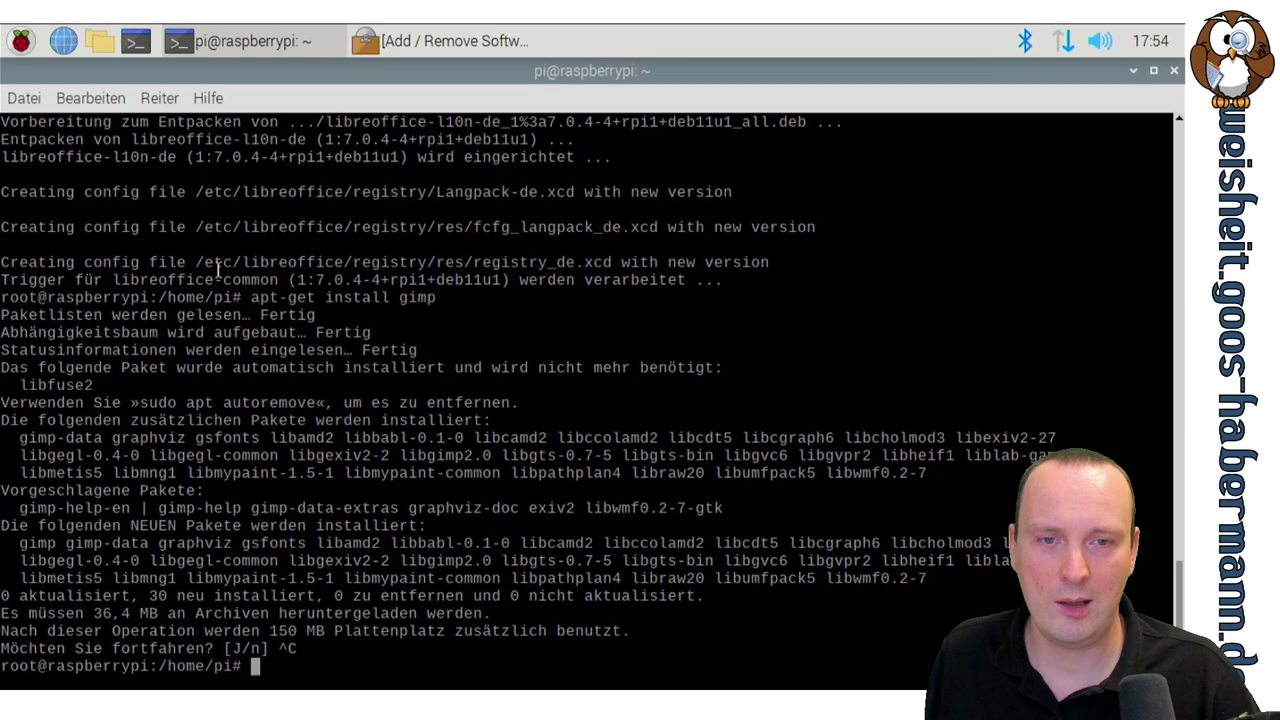 pi@raspberrypi: ~
[Add / Remove Softw...
17:54
pi@raspberrypi: ~
Datei Bearbeiten Reiter Hilfe
Vorbereitung zum Entpacken von .../libreoffice-l10n-de_1%3a7.0.4-4+rpi1+deb11u1_all.deb ...
Entpacken von libreoffice-l10n-de (1:7.0.4-4+rpi1+deb11u1) ...
libreoffice-l10n-de (1:7.0.4-4+rpi1+deb11u1) wird eingerichtet ...
Creating config file /etc/libreoffice/registry/Langpack-de.xcd with new version
Creating config file /etc/libreoffice/registry/res/fcfg_langpack_de.xcd with new version
Creating config file /etc/libreoffice/registry/res/registry_de.xcd with new version
Trigger für libreoffice-common (1:7.0.4-4+rpi1+deb11u1) werden verarbeitet ...
root@raspberrypi:/home/pi# apt-get install gimp
Paketlisten werden gelesen… Fertig
Abhängigkeitsbaum wird aufgebaut… Fertig
Statusinformationen werden eingelesen… Fertig
Das folgende Paket wurde automatisch installiert und wird nicht mehr benötigt:
libfuse2
Verwenden Sie »sudo apt autoremove«, um es zu entfernen.
Die folgenden zusätzlichen Pakete werden installiert:
gimp-data graphviz gsfonts libamd2 libbabl-0.1-0 libcamd2 libccolamd2 libcdt5 libcgraph6 libcholmod3 libexiv2-27
libgegl-0.4-0 libgegl-common libgexiv2-2 libgimp2.0 libgts-0.7-5 libgts-bin libgvc6 libgvpr2 libheif1 liblab-gam
libmetis5 libmng1 libmypaint-1.5-1 libmypaint-common libpathplan4 libraw20 libumfpack5 libwmf0.2-7
Vorgeschlagene Pakete:
gimp-help-en | gimp-help gimp-data-extras graphviz-doc exiv2 libwmf0.2-7-gtk
Die folgenden NEUEN Pakete werden installiert:
gimp gimp-data graphviz gsfonts libamd2 libbabl-0.1-0 libcamd2 libccolamd2 libcdt5 libcgraph6 libcholmod3
libgegl-0.4-0 libgegl-common libgexiv2-2 libgimp2.0 libgts-0.7-5 libgts-bin libgvc6 libgvpr2 libheif1 libla
libmetis5 libmng1 libmypaint-1.5-1 libmypaint-common libpathplan4 libraw20 libumfpack5 libwmf0.2-7
0 aktualisiert, 30 neu installiert, 0 zu entfernen und 0 nicht aktualisiert.
Es müssen 36,4 MB an Archiven heruntergeladen werden.
Nach dieser Operation werden 150 MB Plattenplatz zusätzlich benutzt.
Möchten Sie fortfahren? [J/n] ^C
root@raspberrypi:/home/pi#
weisheit.goos-habermann.de